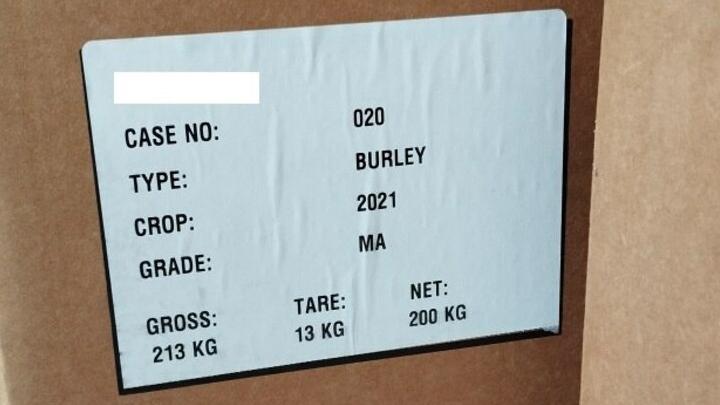 CASE NO: 020
TYPE: BURLEY
CROP: 2021
GRADE: MA
GROSS: TARE: NET:
213 KG 13 KG 200 KG